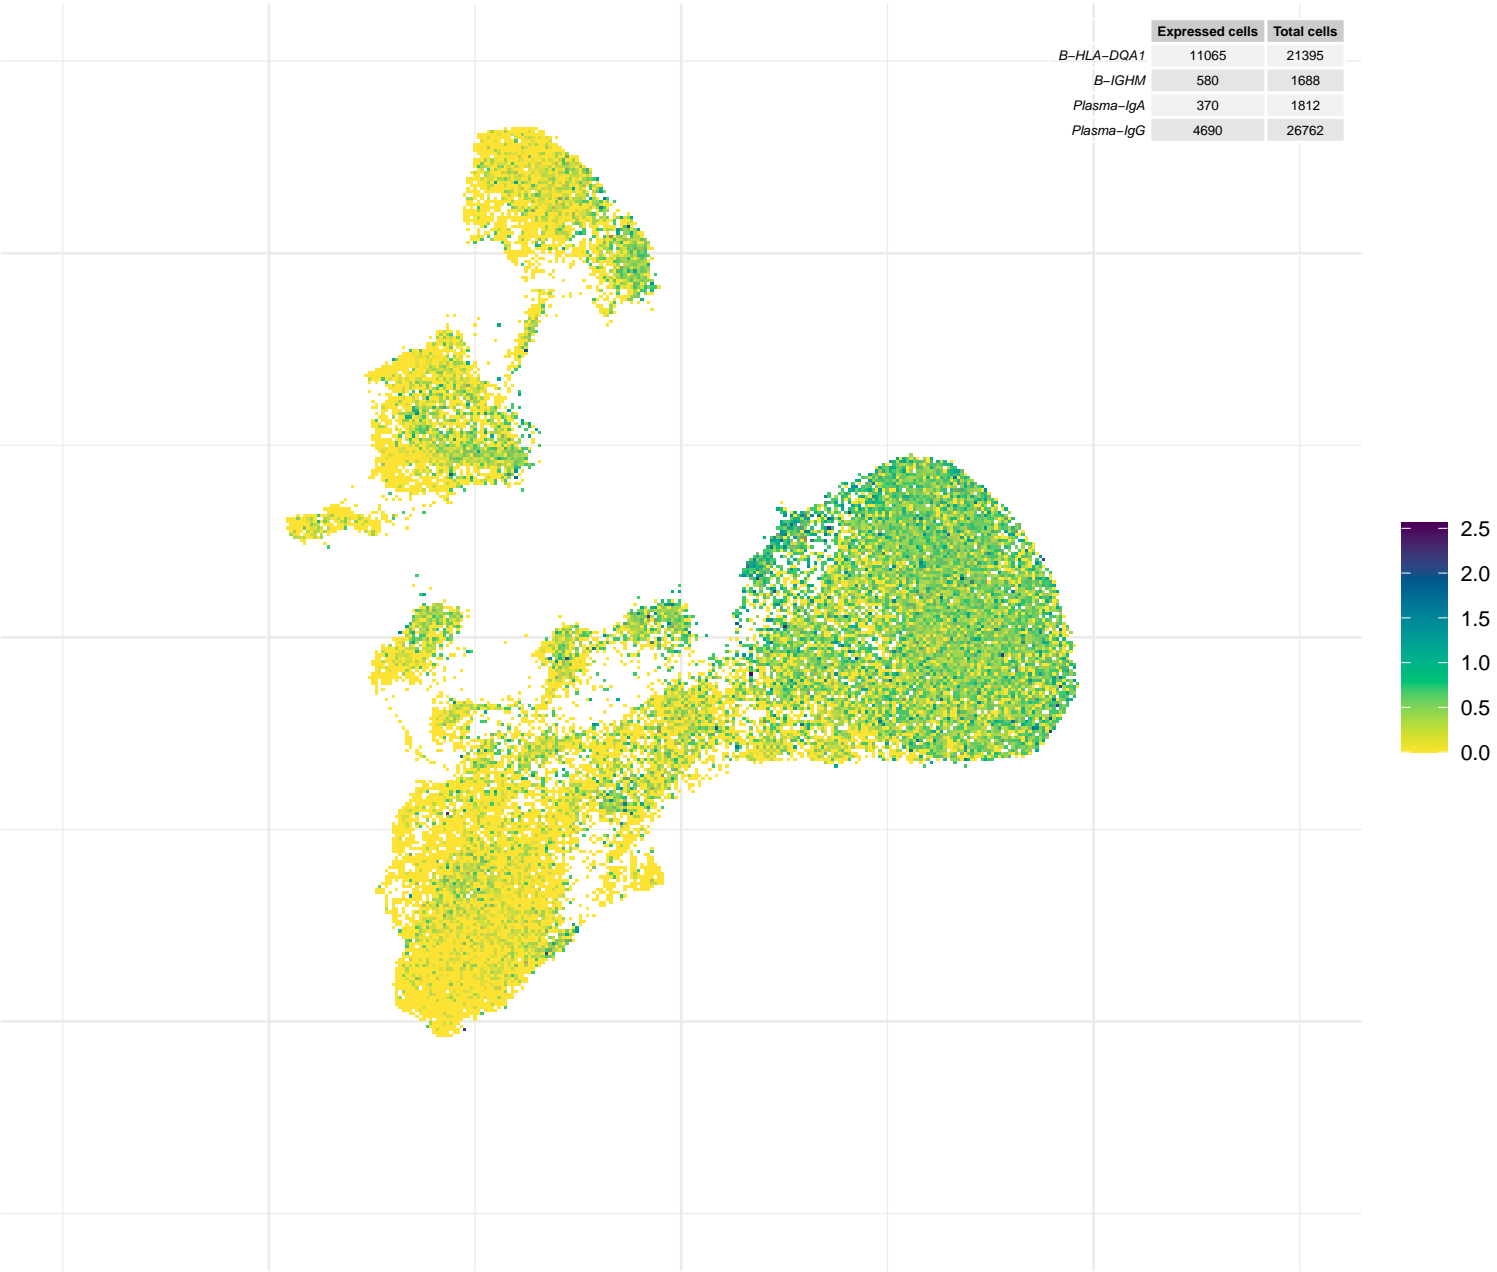 Expressed cells Total cells
B−HLA−DQA1 11065 21395
B−IGHM 580 1688
Plasma−IgA 370 1812
Plasma−IgG 4690 26762
2.5
2.0
1.5
1.0
0.5
0.0